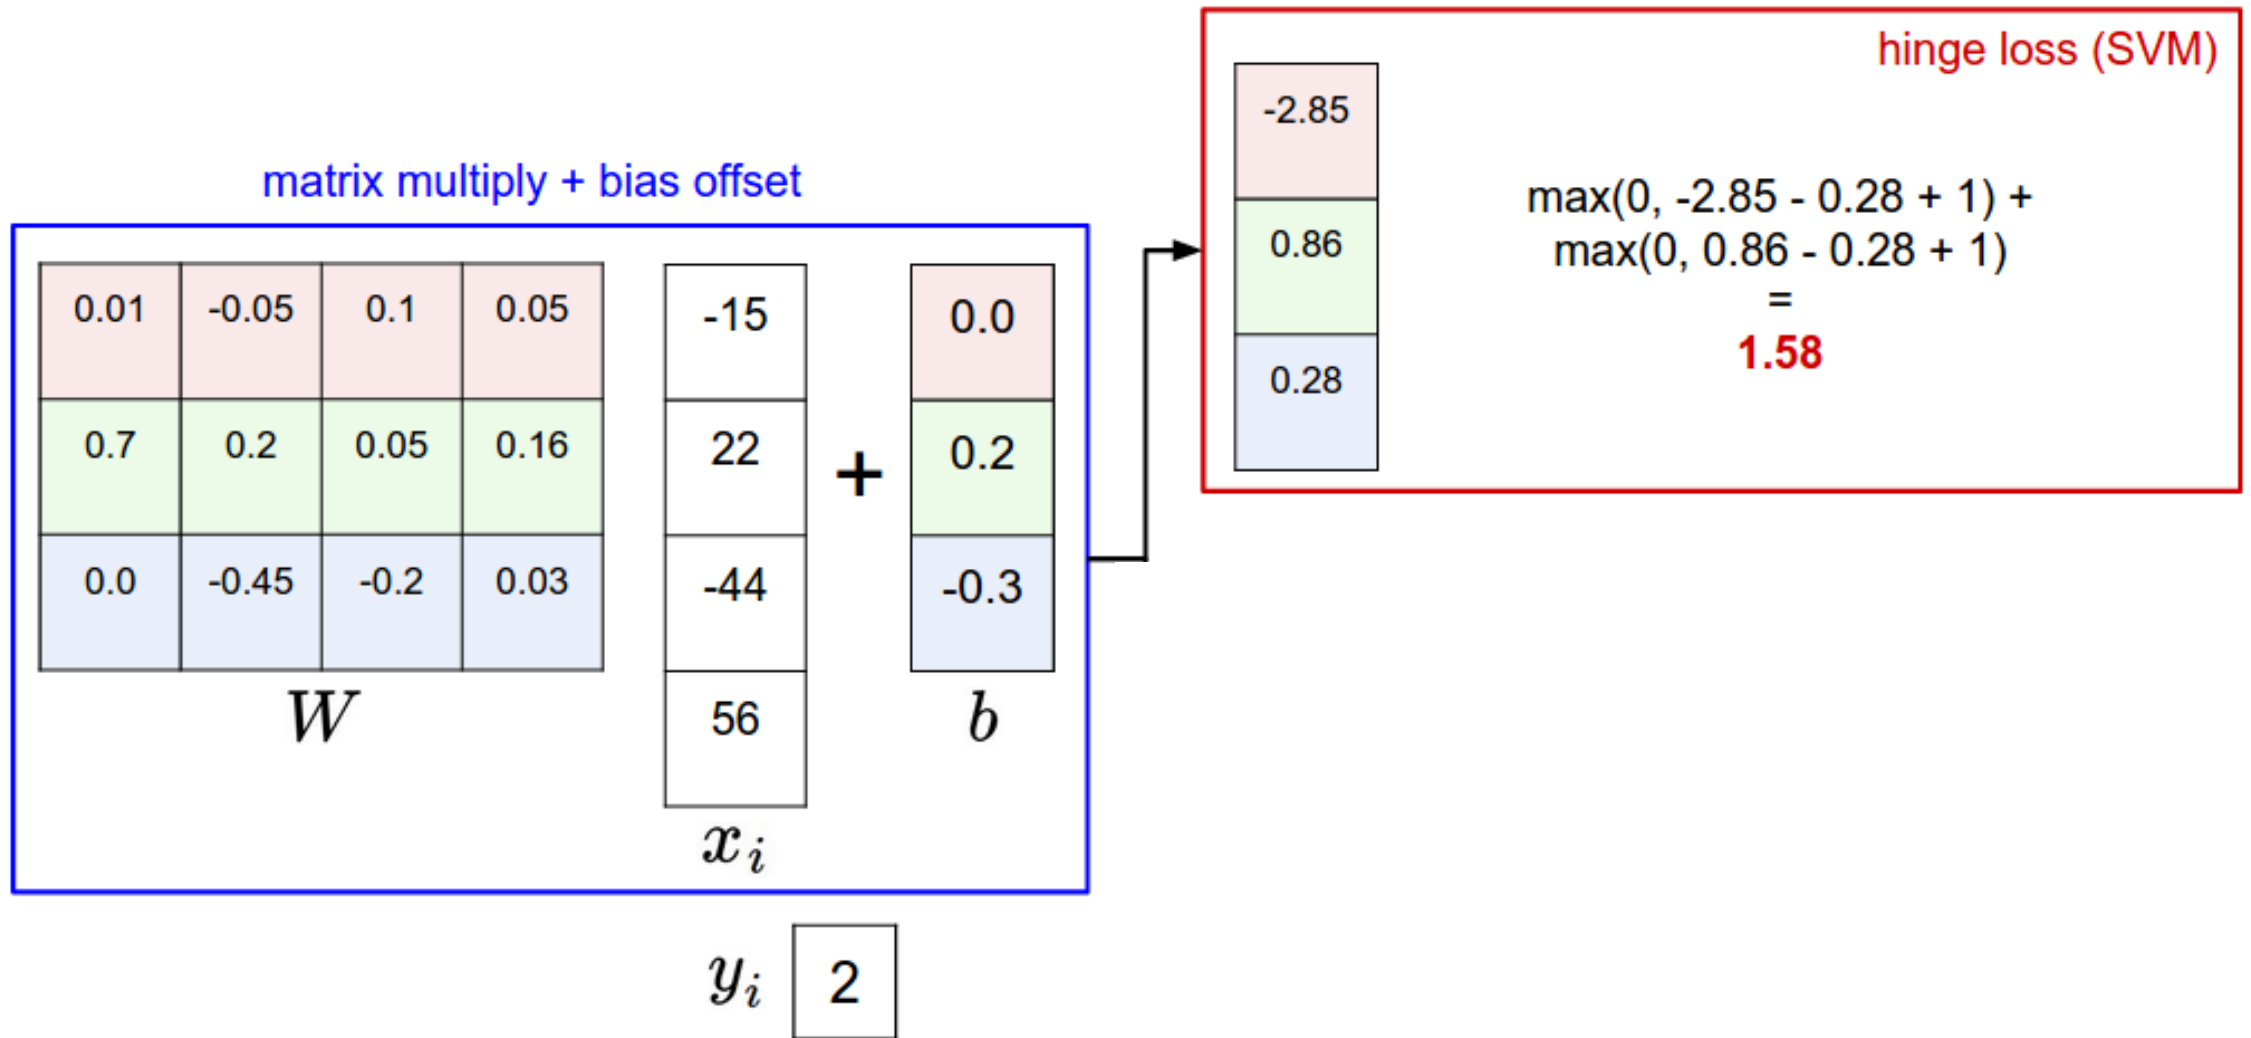 hinge loss (SVM)
-2.85
0.86
0.28
max(0, -2.85 - 0.28 + 1) +
max(0, 0.86 - 0.28 + 1)
=
1.58
matrix multiply + bias offset
0.01 -0.05 0.1 0.05
0.7 0.2 0.05 0.16
0.0 -0.45 -0.2 0.03
W
-15
22
-44
56
x_i
+
0.0
0.2
-0.3
b
y_i 2